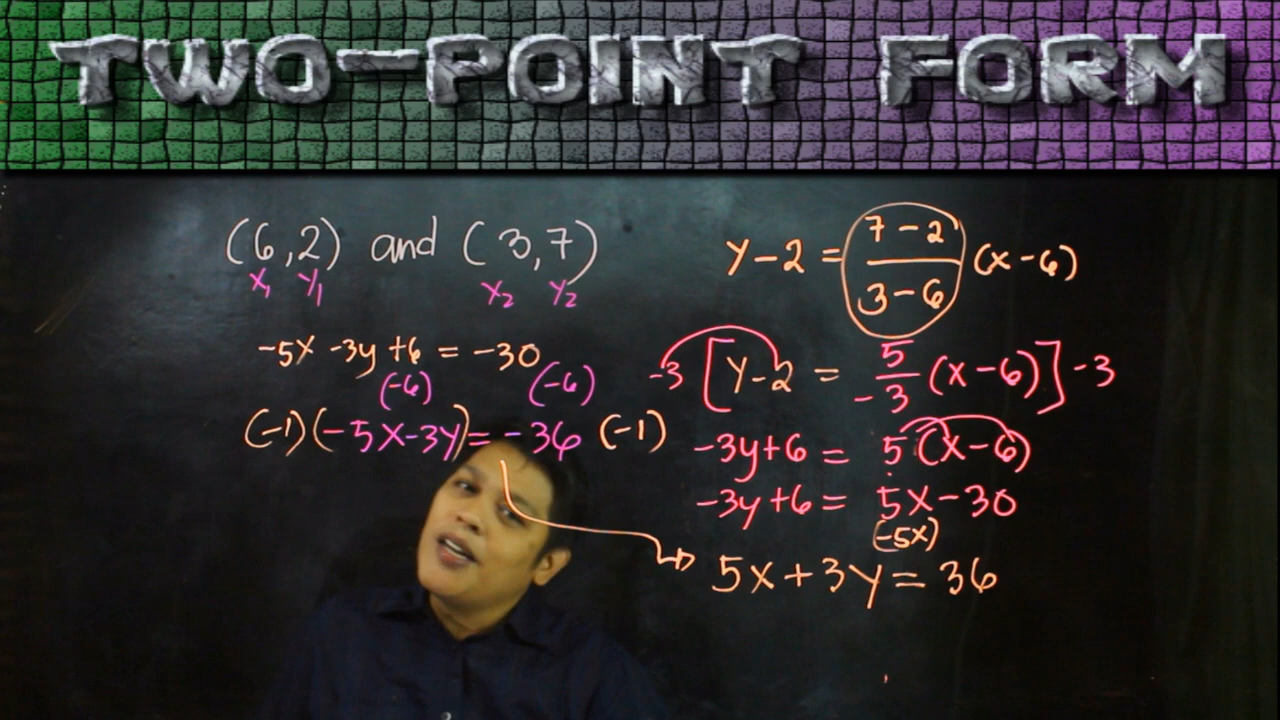 TWO-POINT FORM
(6,2) and (3,7)
x₁ y₁ x₂ y₂
-5x -3y +6 = -30
(-6) (-6)
(-1)(-5x-3y)= -36 (-1)
y-2 = 7-2/3-6 (x-6)
-3 [y-2 = 5/-3 (x-6)] -3
-3y+6 = 5(x-6)
-3y+6 = 5x-30
(-5x)
5x+3y=36